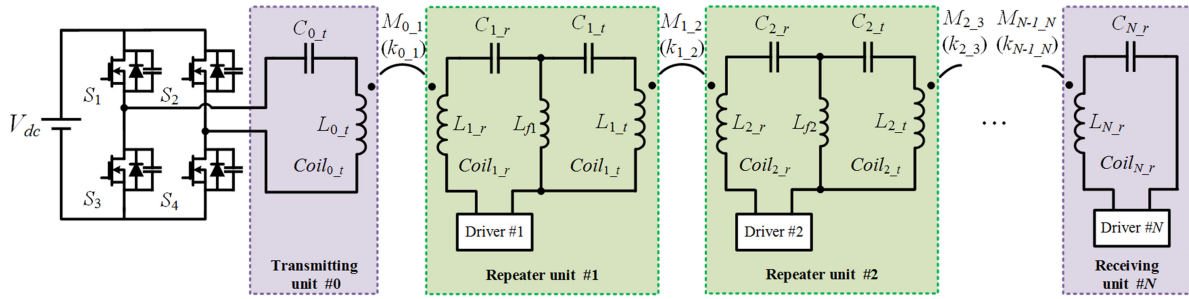 V_dc
S_1
S_2
S_3
S_4
C_0_t
L_0_t
Coil_0_t
Transmitting
unit #0
M_0_1
(k_0_1)
C_1_r
C_1_t
L_1_r
L_f1
L_1_t
Coil_1_r
Coil_1_t
Driver #1
Repeater unit #1
M_1_2
(k_1_2)
C_2_r
C_2_t
L_2_r
L_f2
L_2_t
Coil_2_r
Coil_2_t
Driver #2
Repeater unit #2
M_2_3
(k_2_3)
M_N-1_N
(k_N-1_N)
...
C_N_r
L_N_r
Coil_N_r
Driver #N
Receiving
unit #N